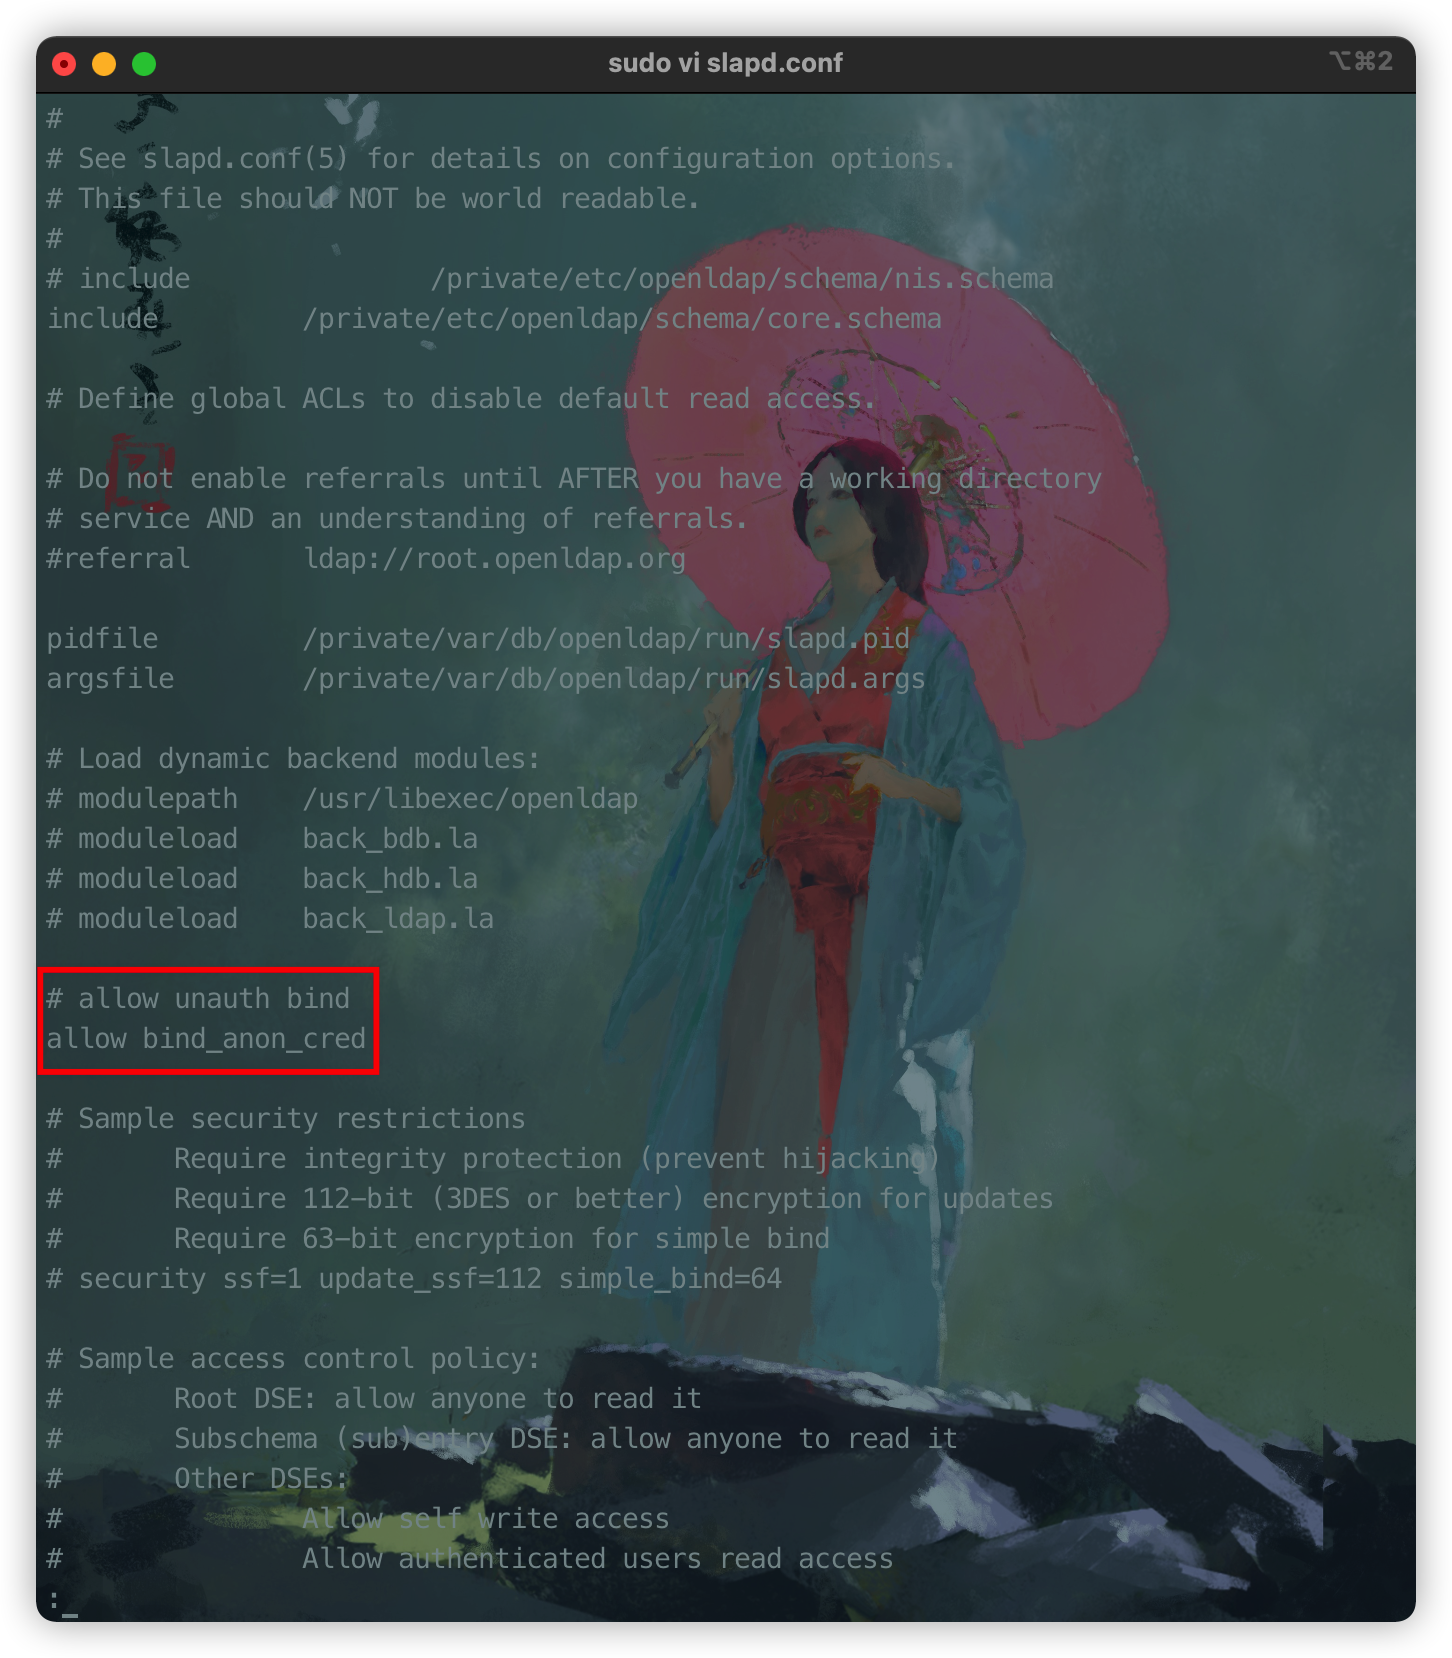 sudo vi slapd.conf
⌥⌘2
#
# See slapd.conf(5) for details on configuration options.
# This file should NOT be world readable.
#
# include /private/etc/openldap/schema/nis.schema
include /private/etc/openldap/schema/core.schema
# Define global ACLs to disable default read access.
# Do not enable referrals until AFTER you have a working directory
# service AND an understanding of referrals.
#referral ldap://root.openldap.org
pidfile /private/var/db/openldap/run/slapd.pid
argsfile /private/var/db/openldap/run/slapd.args
# Load dynamic backend modules:
# modulepath /usr/libexec/openldap
# moduleload back_bdb.la
# moduleload back_hdb.la
# moduleload back_ldap.la
# allow unauth bind
allow bind_anon_cred
# Sample security restrictions
# Require integrity protection (prevent hijacking)
# Require 112-bit (3DES or better) encryption for updates
# Require 63-bit encryption for simple bind
# security ssf=1 update_ssf=112 simple_bind=64
# Sample access control policy:
# Root DSE: allow anyone to read it
# Subschema (sub)entry DSE: allow anyone to read it
# Other DSEs:
# Allow self write access
# Allow authenticated users read access
:_